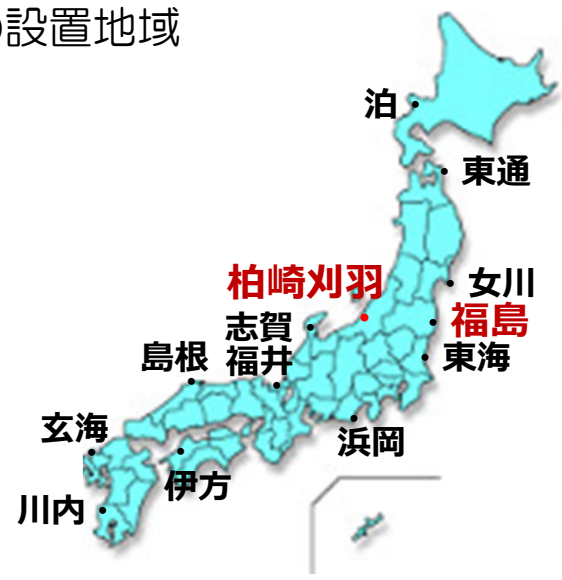 設置地域
泊
東通
柏崎刈羽
女川
福島
志賀
東海
島根
福井
玄海
浜岡
伊方
川内